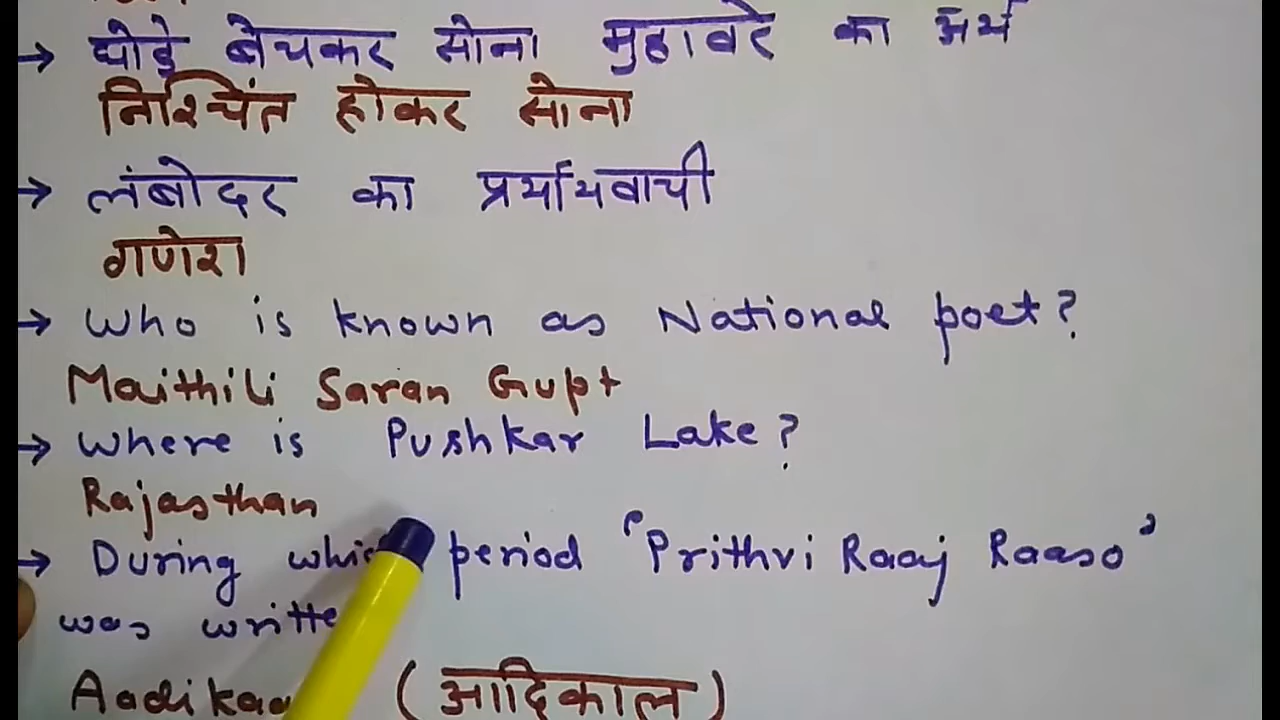 → घोड़े बेचकर सोना मुहावरे का अर्थ
निश्चिंत होकर सोना
→ लंबोदर का प्रर्यायवाची
गणेश
→ Who is known as National poet?
Maithili Saran Gupt
→ Where is Pushkar Lake?
Rajasthan
→ During period 'Prithvi Raaj Raaso'
was
(आदिकाल)